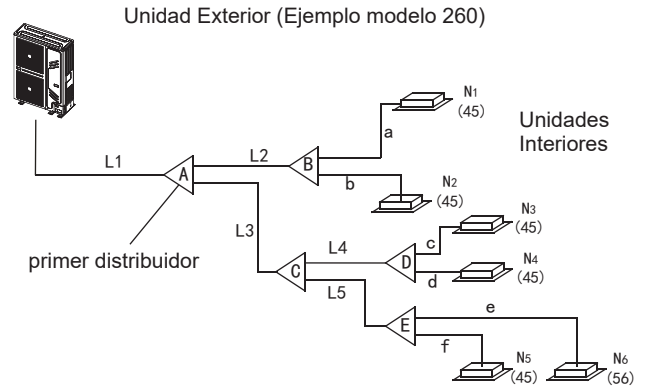 Unidad Exterior (Ejemplo modelo 260)
N1
(45)
a
Unidades
Interiores
L1
L2
A
B
b
N2
(45)
L3
N3
(45)
primer distribuidor
L4
c
C
D
N4
(45)
d
L5
e
E
f
N5
(45)
N6
(56)